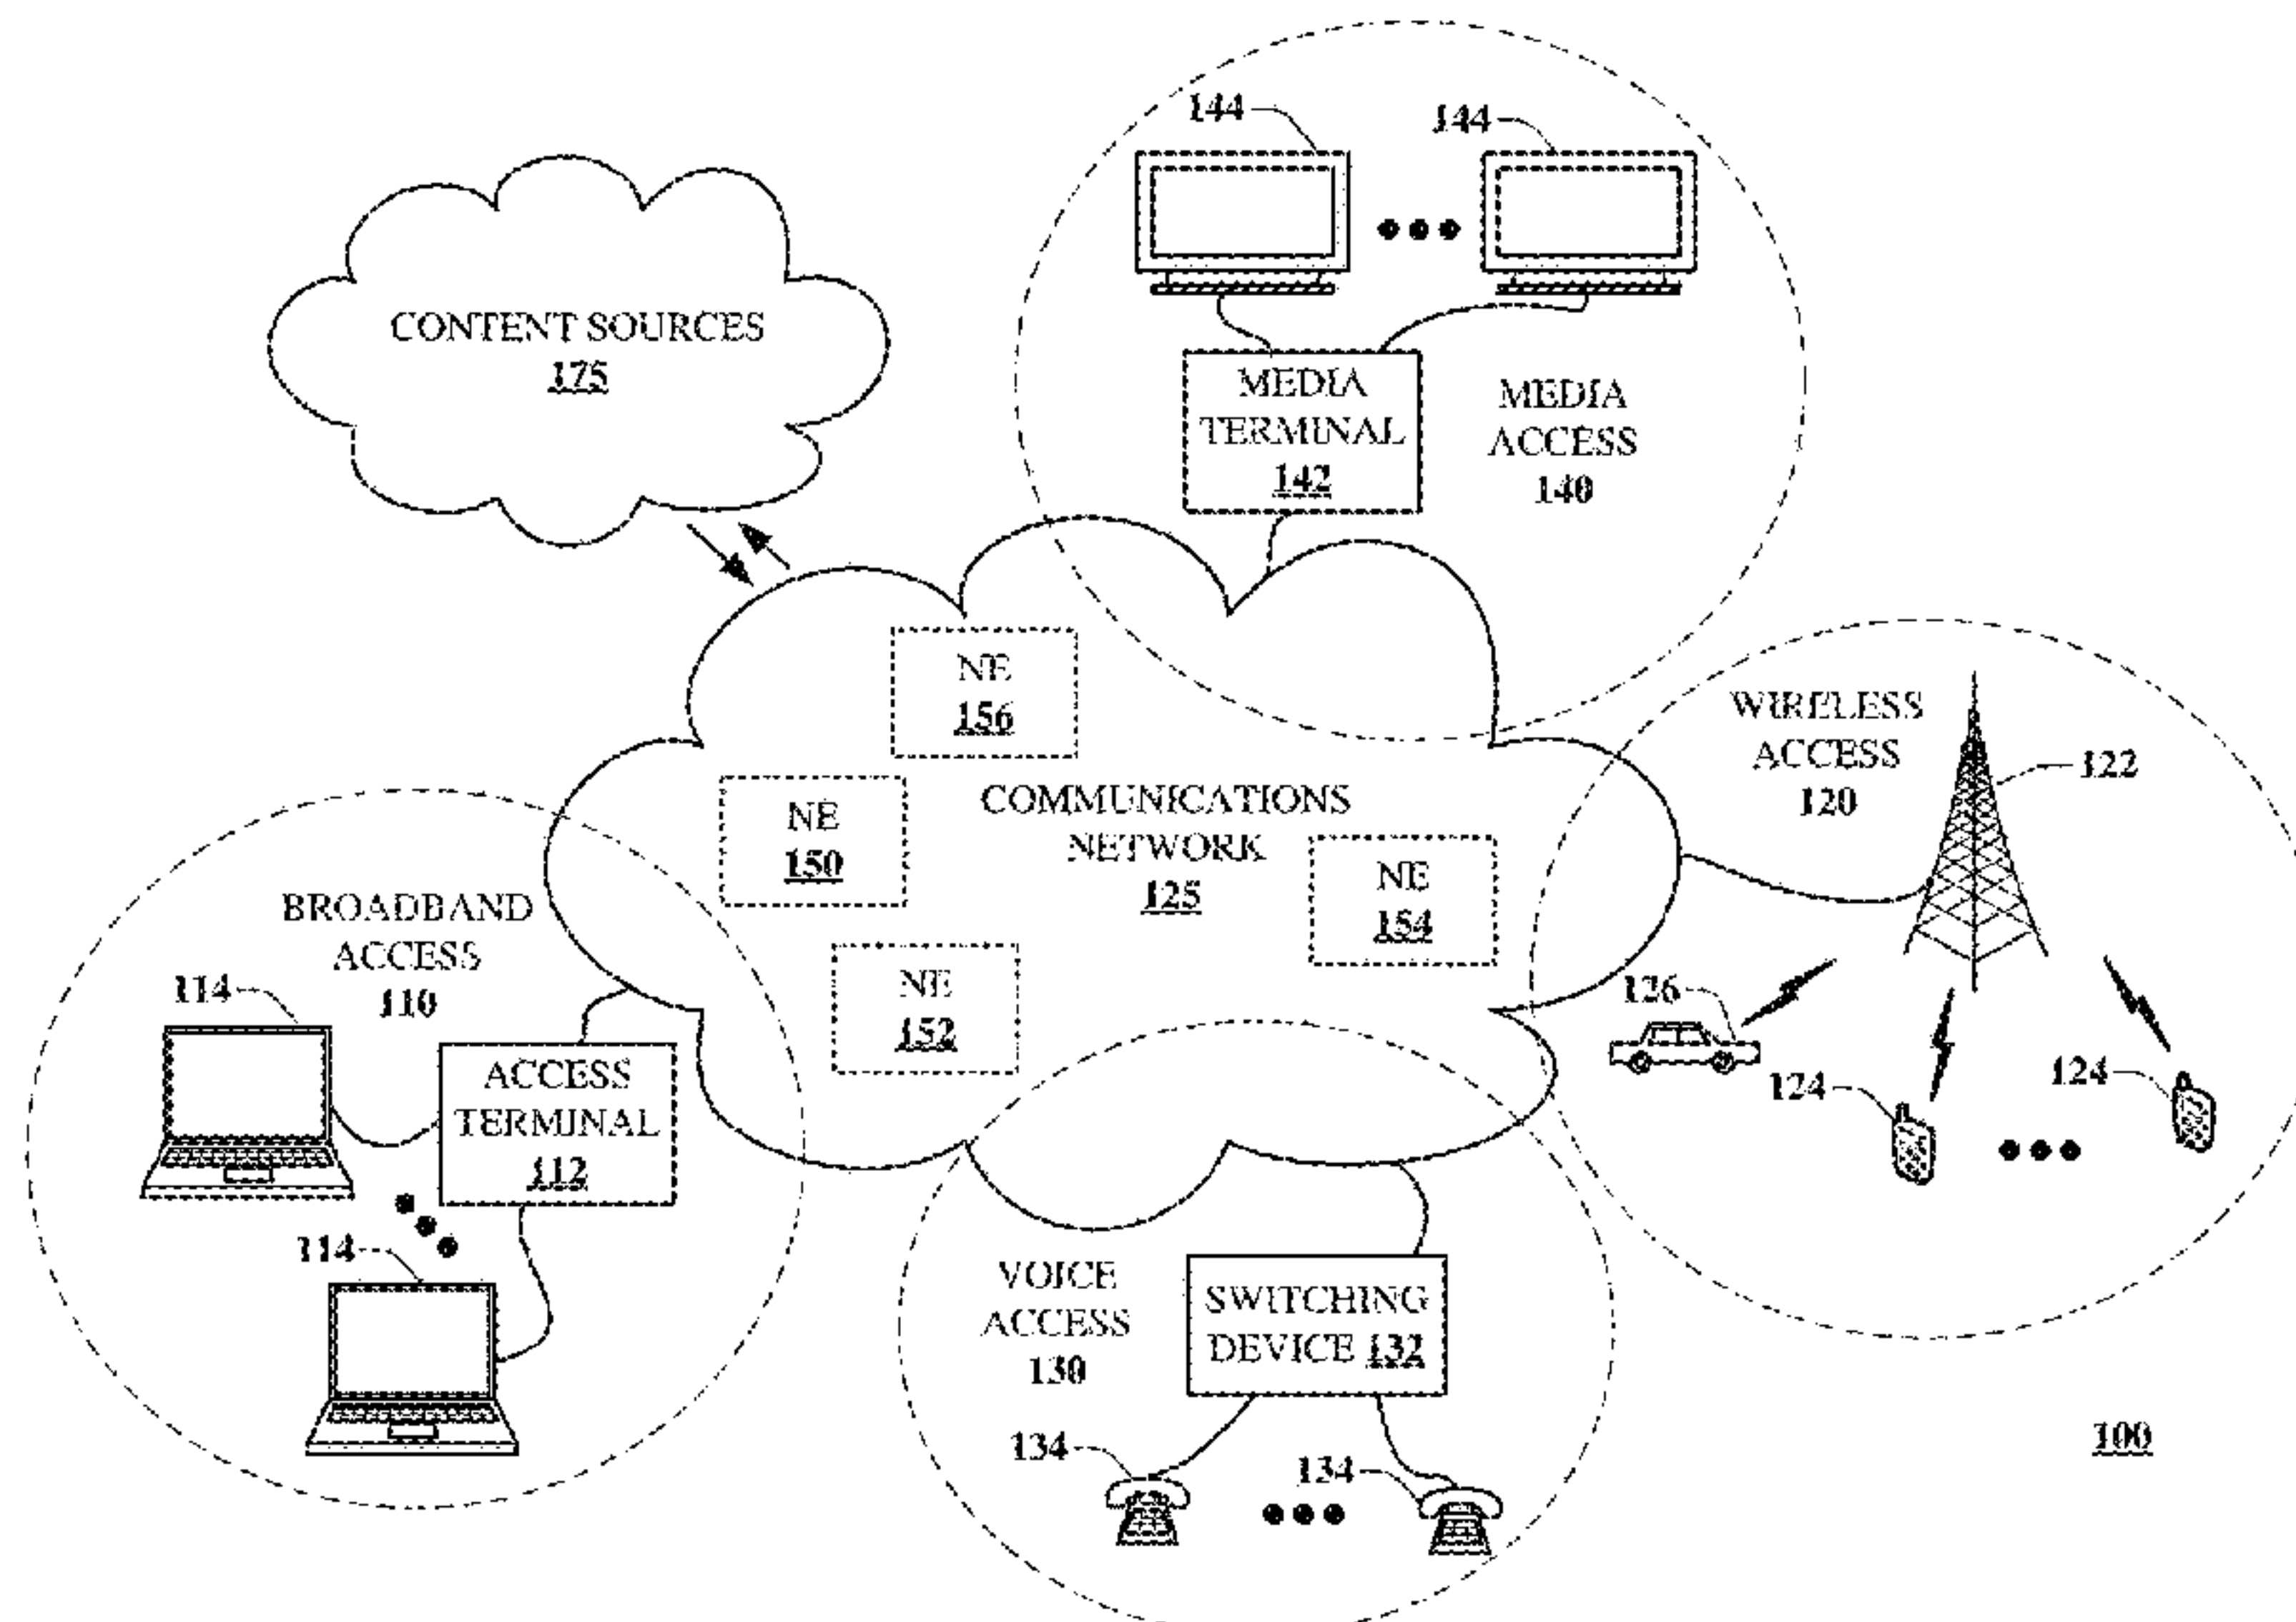 144
144
CONTENT SOURCES
175
MEDIA
TERMINAL
142
MEDIA
ACCESS
140
NE
156
WIRELESS
ACCESS
120
122
NE
150
COMMUNICATIONS
NETWORK
125
NE
154
BROADBAND
ACCESS
110
114
NE
152
126
124
124
ACCESS
TERMINAL
112
114
VOICE
ACCESS
130
SWITCHING
DEVICE 132
134
134
100